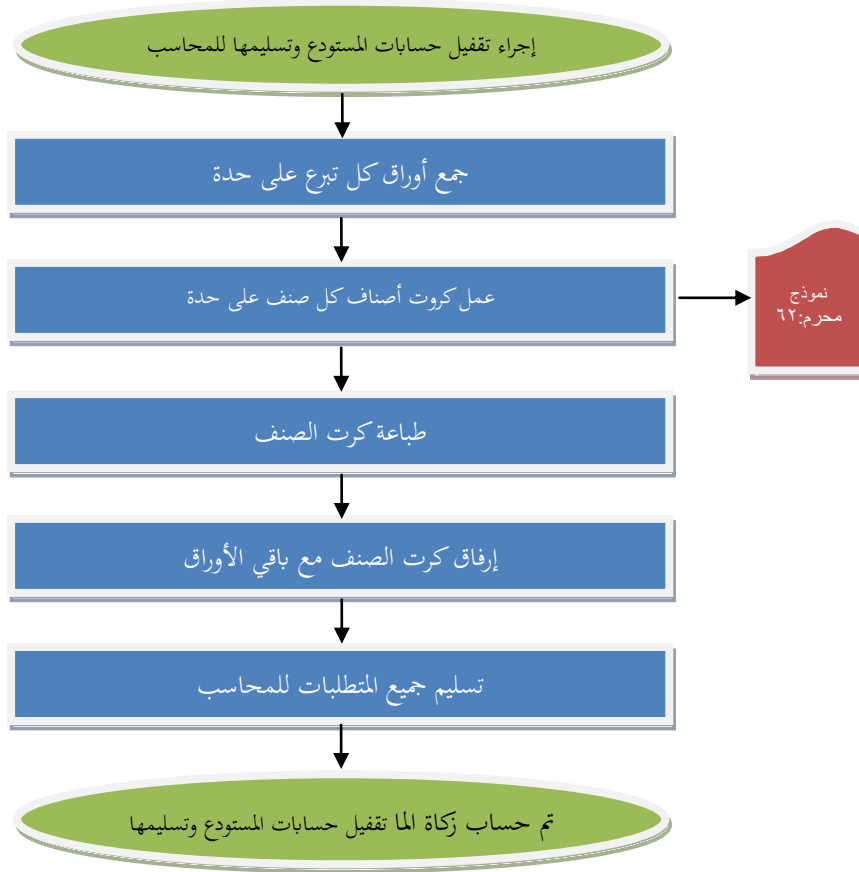 إجراء تقفيل حسابات المستودع وتسليمها للمحاسب
جمع أوراق كل تبرع على حدة
عمل كروت أصناف كل صنف على حدة
نموذج
محرم:٦٢
طباعة كرت الصنف
إرفاق كرت الصنف مع باقي الأوراق
تسليم جميع المتطلبات للمحاسب
تم حساب زكاة الما تقفيل حسابات المستودع وتسليمها